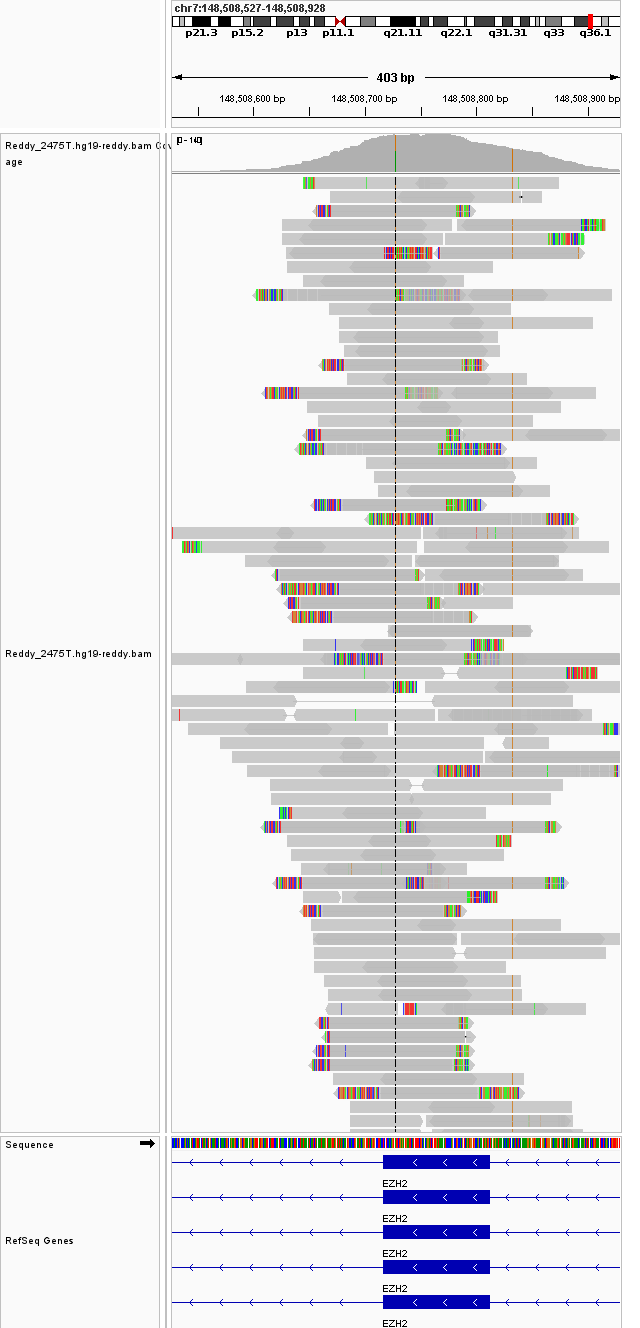 chr7:148,508,527-148,508,928
p21.3 p15.2 p13 p11.1 q21.11 q22.1 q31.31 q33 q36.1
403 bp
148,508,600 bp 148,508,700 bp 148,508,800 bp 148,508,900 bp
[0 - 140]
Reddy_2475T.hg19-reddy.bam Cov
age
Reddy_2475T.hg19-reddy.bam
Sequence
EZH2
EZH2
RefSeq Genes
EZH2
EZH2
EZH2